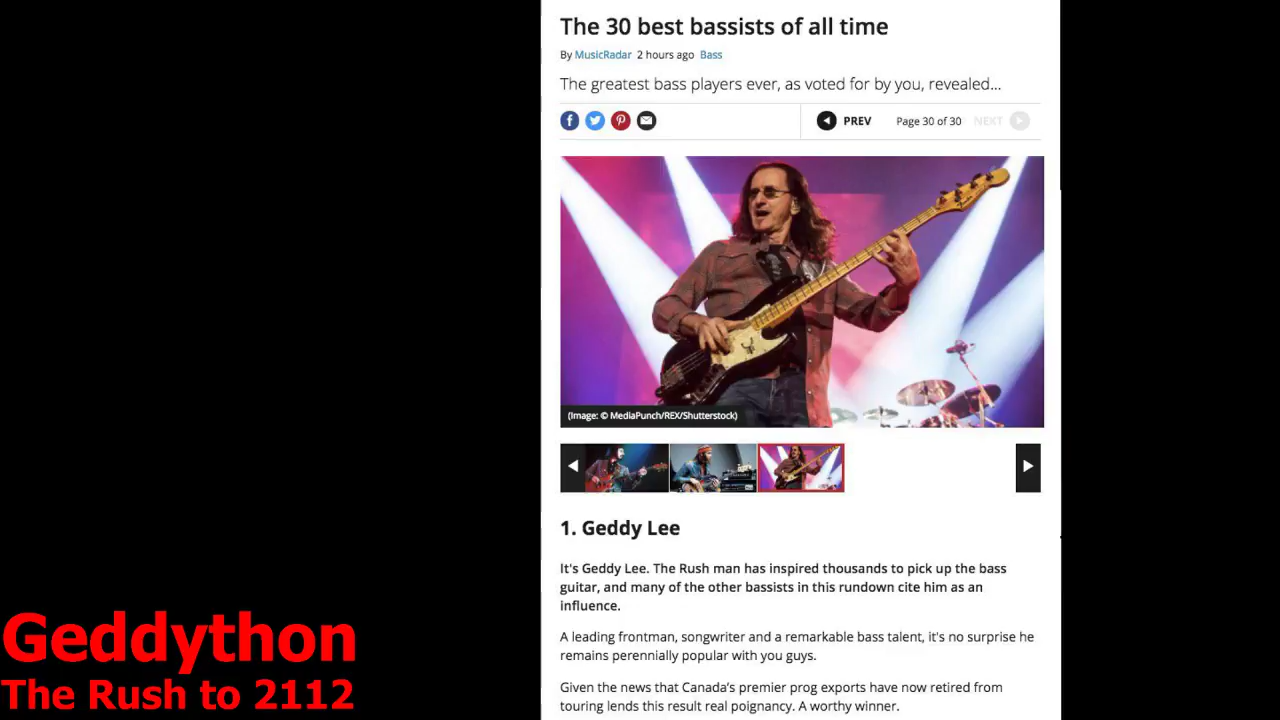 The 30 best bassists of all time
By MusicRadar 2 hours ago Bass
The greatest bass players ever, as voted for by you, revealed...
PREV Page 30 of 30 NEXT
(Image: © MediaPunch/REX/Shutterstock)
1. Geddy Lee
It's Geddy Lee. The Rush man has inspired thousands to pick up the bass
guitar, and many of the other bassists in this rundown cite him as an
influence.
A leading frontman, songwriter and a remarkable bass talent, it's no surprise he
remains perennially popular with you guys.
Given the news that Canada's premier prog exports have now retired from
touring lends this result real poignancy. A worthy winner.
Geddython
The Rush to 2112